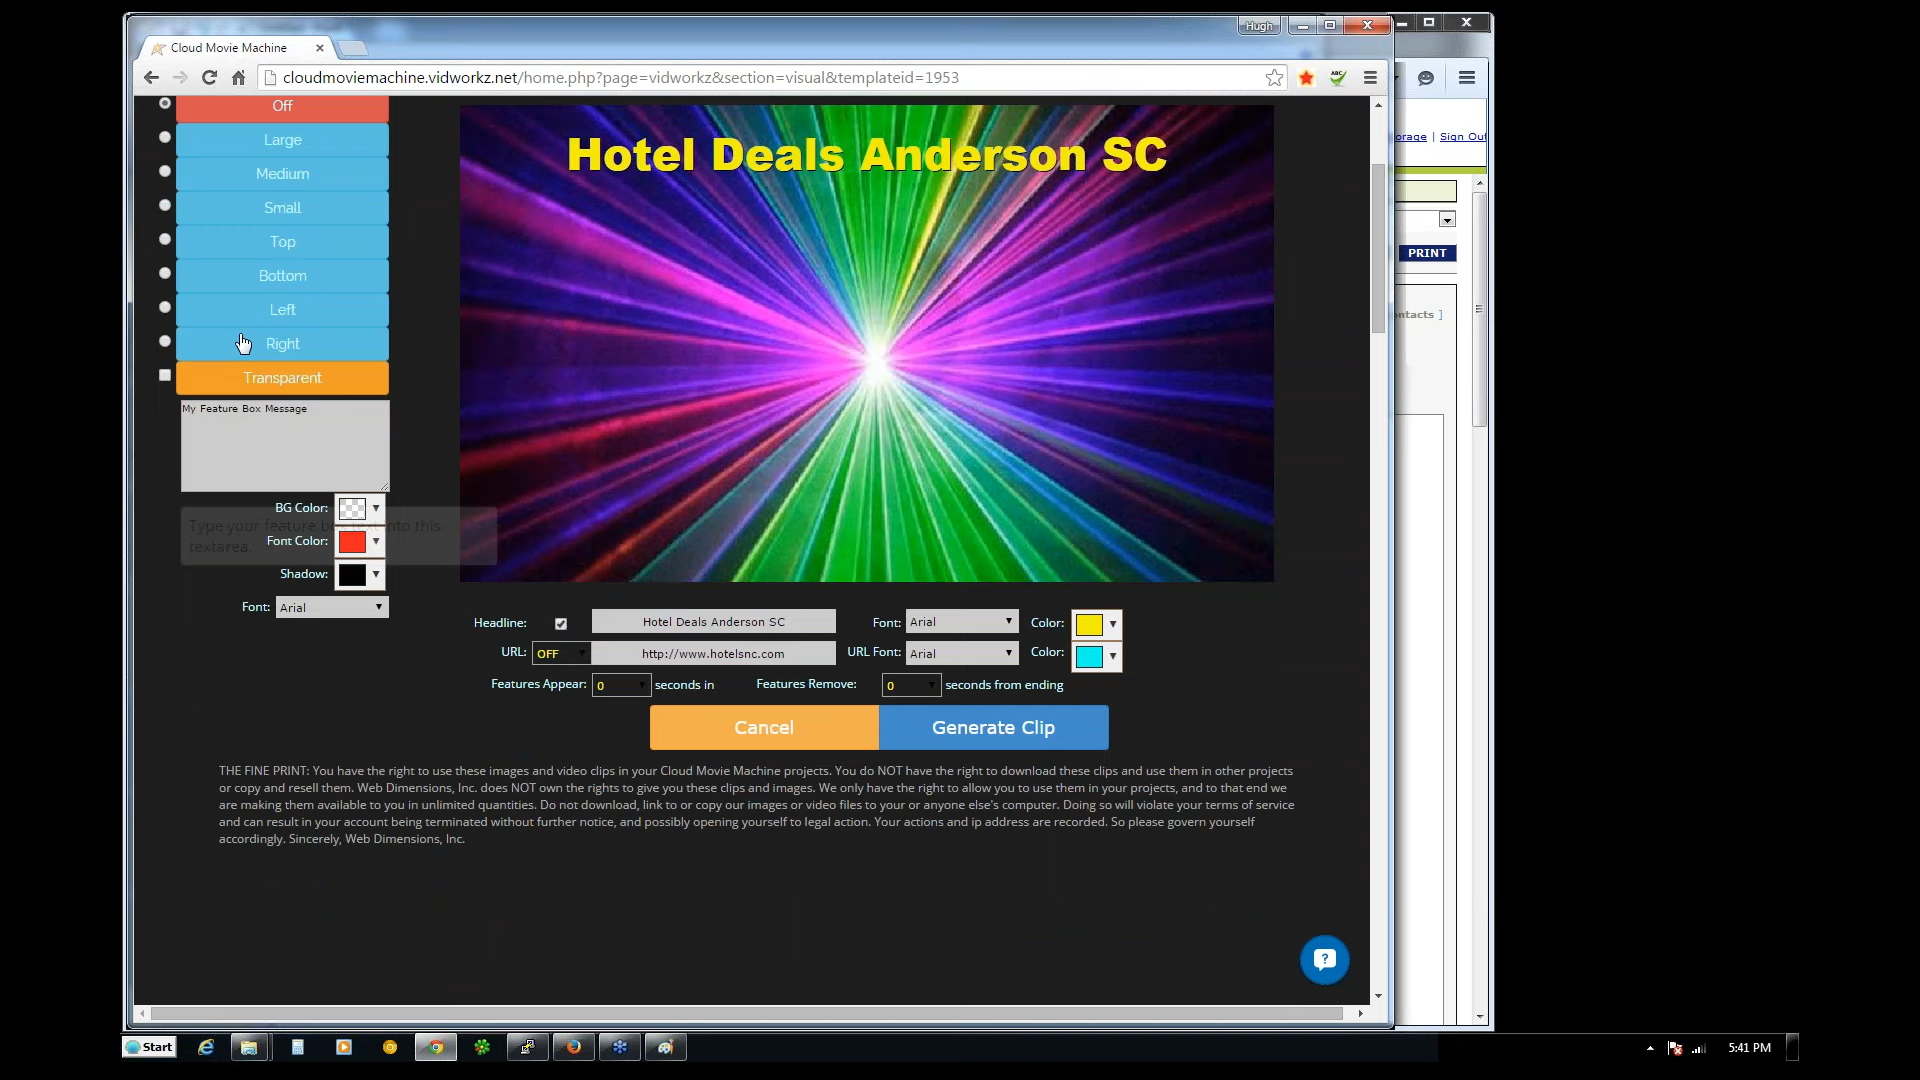 Hugh
Cloud Movie Machine
cloudmoviemachine.vidworkz.net/home.php?page=vidworkz&section=visual&templateid=1953
ABC
orage | Sign Out
PRINT
ontacts ]
Off
Large
Medium
Small
Top
Bottom
Left
Right
Transparent
My Feature Box Message
Type your feature box text into this
textarea.
BG Color:
Font Color:
Shadow:
Font: Arial
Hotel Deals Anderson SC
Headline: Hotel Deals Anderson SC Font: Arial Color:
URL: OFF http://www.hotelsnc.com URL Font: Arial Color:
Features Appear: 0 seconds in Features Remove: 0 seconds from ending
Cancel Generate Clip
THE FINE PRINT: You have the right to use these images and video clips in your Cloud Movie Machine projects. You do NOT have the right to download these clips and use them in other projects
or copy and resell them. Web Dimensions, Inc. does NOT own the rights to give you these clips and images. We only have the right to allow you to use them in your projects, and to that end we
are making them available to you in unlimited quantities. Do not download, link to or copy our images or video files to your or anyone else's computer. Doing so will violate your terms of service
and can result in your account being terminated without further notice, and possibly opening yourself to legal action. Your actions and ip address are recorded. So please govern yourself
accordingly. Sincerely, Web Dimensions, Inc.
?
Start
5:41 PM